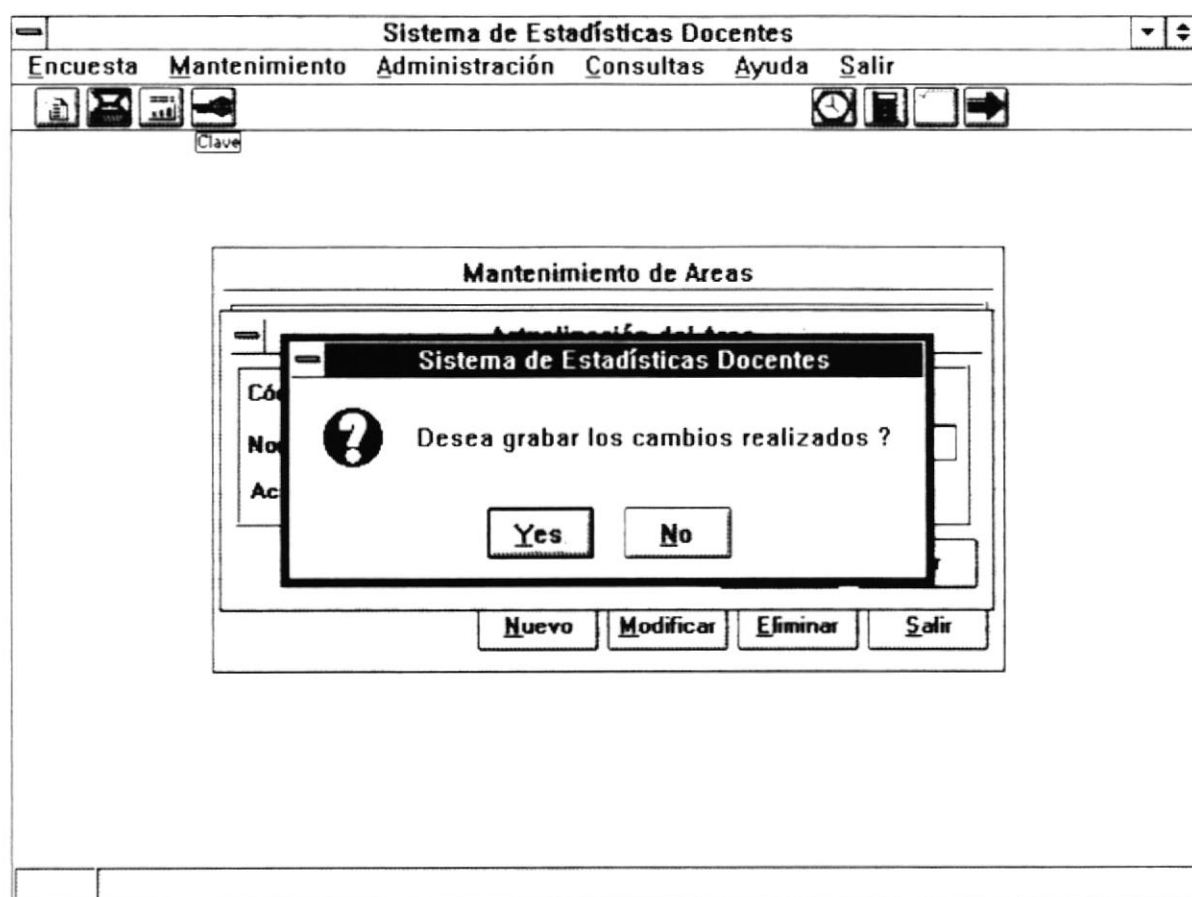 Sistema de Estadísticas Docentes
Encuesta Mantenimiento Administración Consultas Ayuda Salir
Clave
Mantenimiento de Areas
Sistema de Estadísticas Docentes
Desea grabar los cambios realizados ?
Yes No
Nuevo Modificar Eliminar Salir